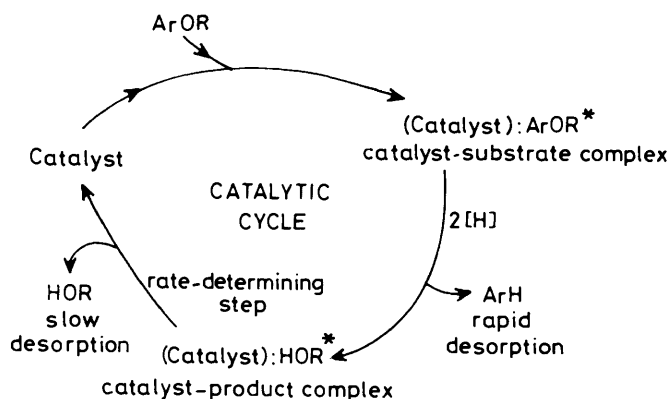 ArOR
(Catalyst):ArOR*
catalyst-substrate complex
Catalyst
CATALYTIC
CYCLE
2[H]
HOR
slow
desorption
rate-determining
step
ArH
rapid
desorption
(Catalyst):HOR*
catalyst-product complex